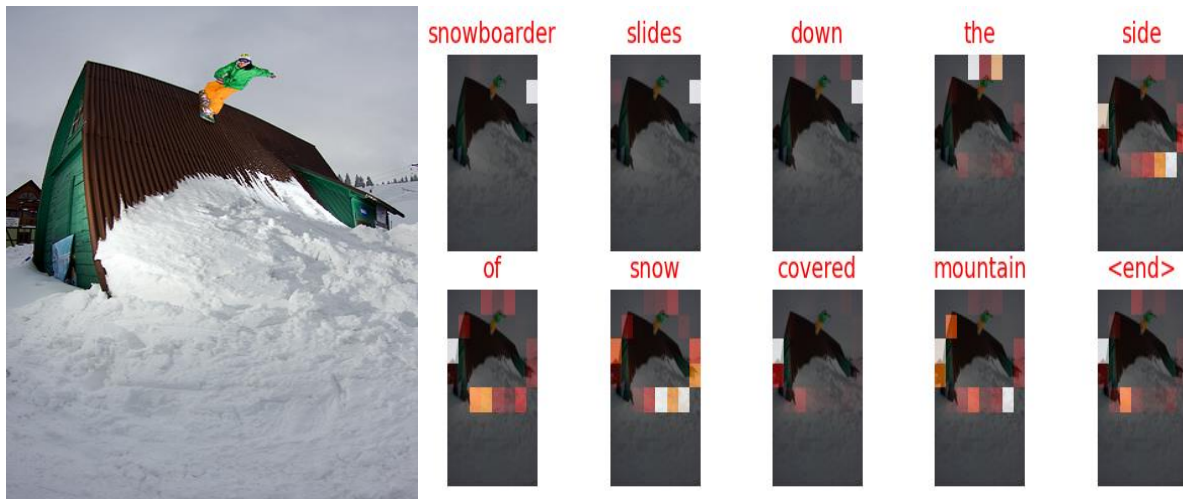 snowboarder slides down the side
of snow covered mountain <end>